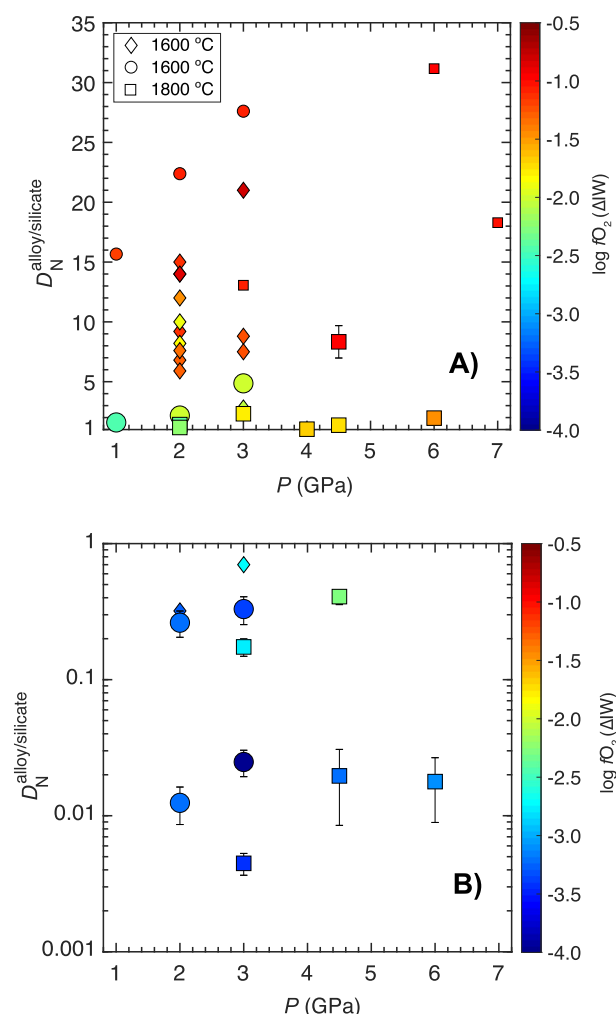 35
30
25
20
15
10
5
1
1600 °C
1600 °C
1800 °C
D_N^alloy/silicate
A)
1 2 3 4 5 6 7
P (GPa)
-0.5
-1.0
-1.5
-2.0
-2.5
-3.0
-3.5
-4.0
log fO₂ (ΔIW)
1
0.1
0.01
0.001
D_N^alloy/silicate
B)
1 2 3 4 5 6 7
P (GPa)
-0.5
-1.0
-1.5
-2.0
-2.5
-3.0
-3.5
-4.0
log fO₂ (ΔIW)